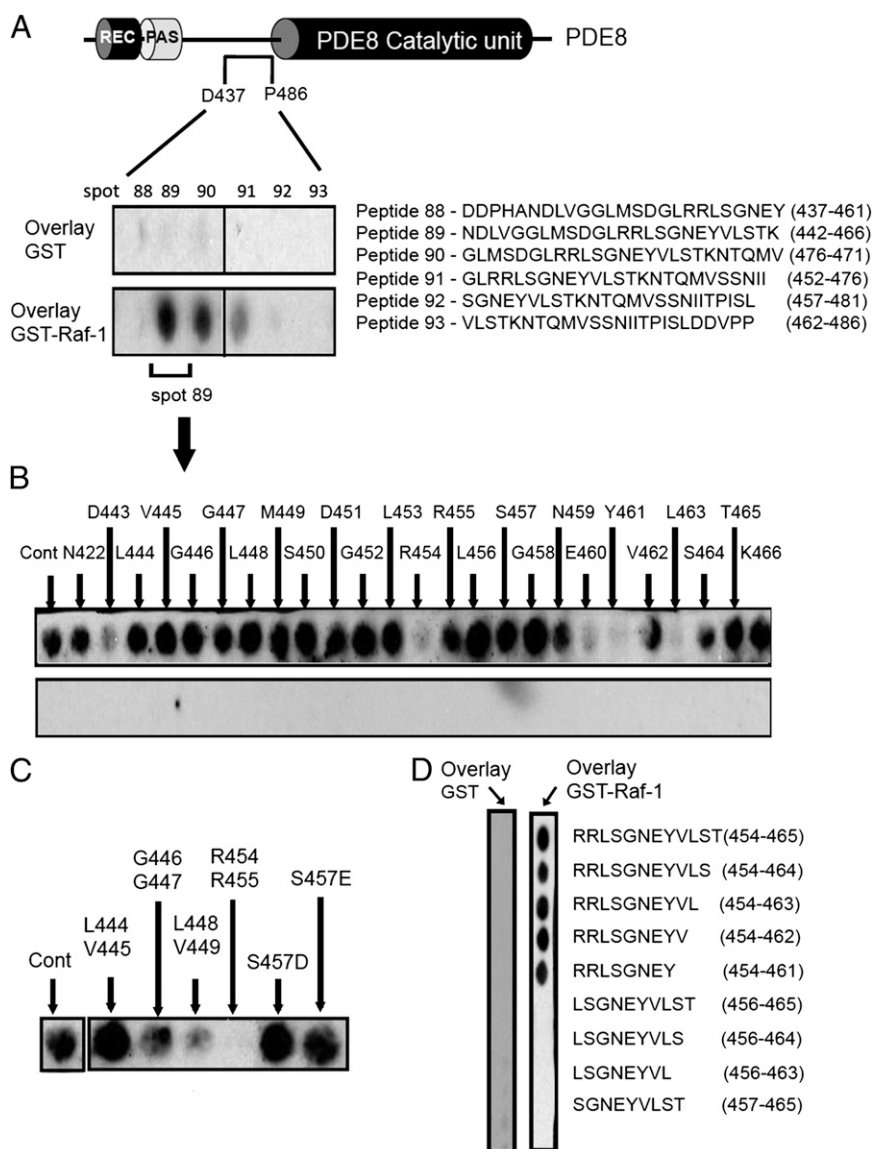 A
REC PAS PDE8 Catalytic unit PDE8
D437 P486
spot 88 89 90 91 92 93
Overlay
GST
Overlay
GST-Raf-1
spot 89
Peptide 88 - DDPHANDLVGGLMSDGLRRLSGNEY (437-461)
Peptide 89 - NDLVGGLMSDGLRRLSGNEYVLSTK (442-466)
Peptide 90 - GLMSDGLRRLSGNEYVLSTKNTQMV (476-471)
Peptide 91 - GLRRLSGNEYVLSTKNTQMVSSNII (452-476)
Peptide 92 - SGNEYVLSTKNTQMVSSNIITPISL (457-481)
Peptide 93 - VLSTKNTQMVSSNIITPISLDDVPP (462-486)
B
D443 V445 G447 M449 D451 L453 R455 S457 N459 Y461 L463 T465
Cont N422 L444 G446 L448 S450 G452 R454 L456 G458 E460 V462 S464 K466
C
Cont
L444
V445
G446
G447
L448
V449
R454
R455
S457D
S457E
D
Overlay
GST
Overlay
GST-Raf-1
RRLSGNEYVLST(454-465)
RRLSGNEYVLS (454-464)
RRLSGNEYVL (454-463)
RRLSGNEYV (454-462)
RRLSGNEY (454-461)
LSGNEYVLST (456-465)
LSGNEYVLS (456-464)
LSGNEYVL (456-463)
SGNEYVLST (457-465)